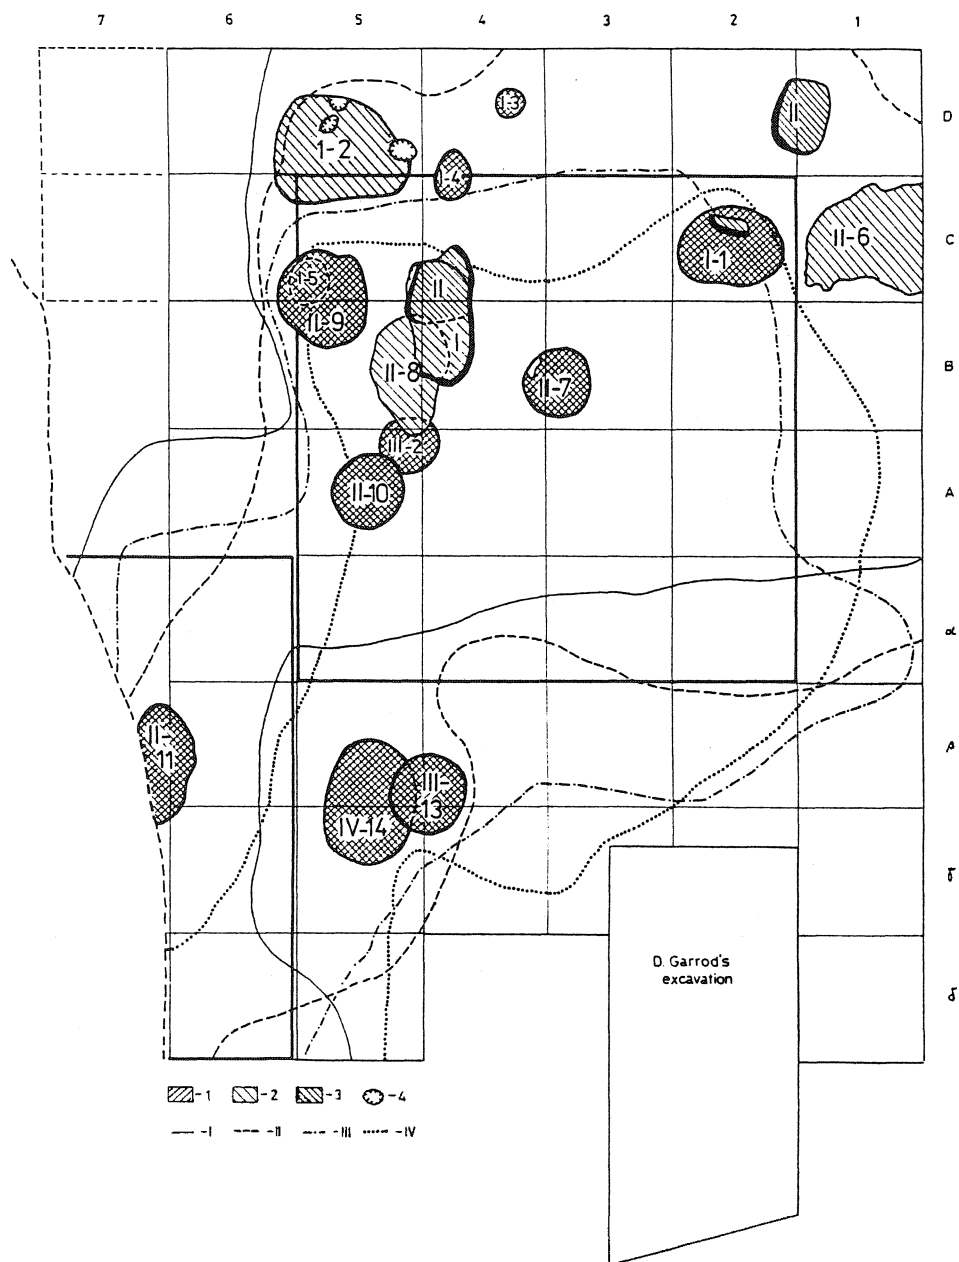 7 6 5 4 3 2 1
D
I-3
II
I-2
I-4
C
II-6
I-1
I-5
II
II-9
I
B
II-8
II-7
III-2
II-10
A
α
II-
11
β
III-
13
IV-14
D. Garrod's
excavation
δ
-1 -2 -3 -4
-I -II -III -IV